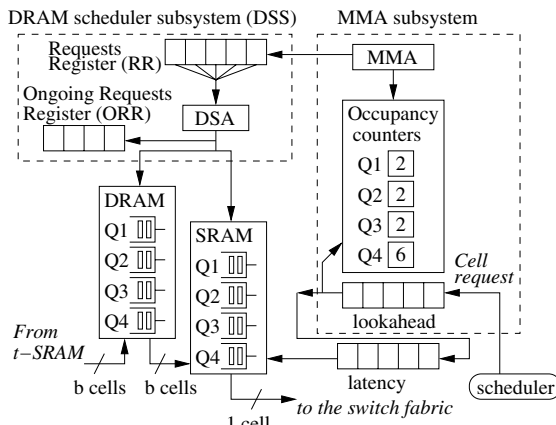 DRAM scheduler subsystem (DSS)
MMA subsystem
Requests
Register (RR)
MMA
Ongoing Requests
Register (ORR)
DSA
Occupancy
counters
Q1 2
Q2 2
Q3 2
Q4 6
DRAM
Q1
Q2
Q3
Q4
SRAM
Q1
Q2
Q3
Q4
Cell
request
lookahead
From
t-SRAM
b cells
b cells
latency
scheduler
to the switch fabric
1 cell